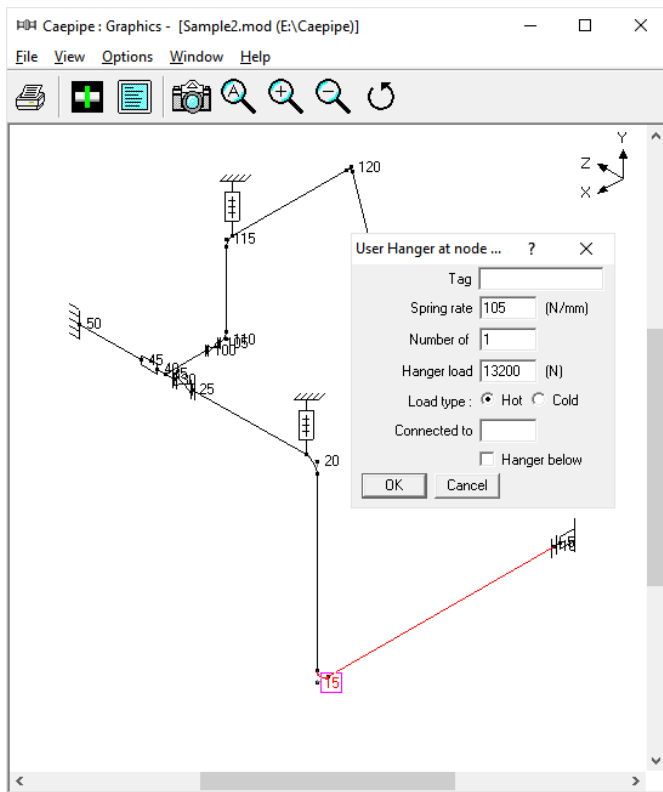 Caepipe : Graphics - [Sample2.mod (E:\Caepipe)]
File View Options Window Help
A
Y
Z
X
120
115
User Hanger at node ... ?
Tag
Spring rate 105 (N/mm)
50
110
100
Number of 1
45
40
Hanger load 13200 (N)
25
Load type : Hot Cold
Connected to
20
Hanger below
OK Cancel
15